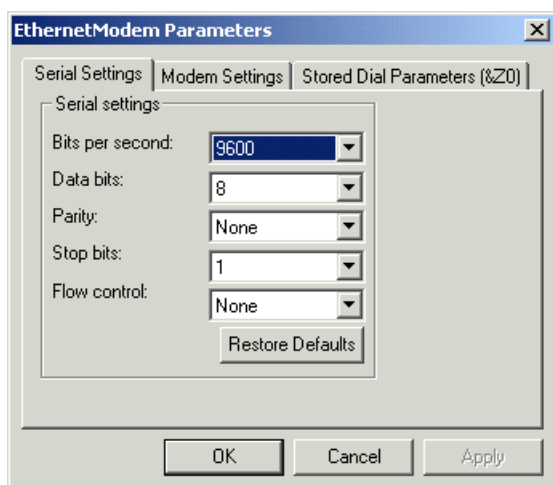 EthernetModem Parameters
Serial Settings Modem Settings Stored Dial Parameters (&Z0)
Serial settings
Bits per second: 9600
Data bits: 8
Parity: None
Stop bits: 1
Flow control: None
Restore Defaults
OK Cancel Apply